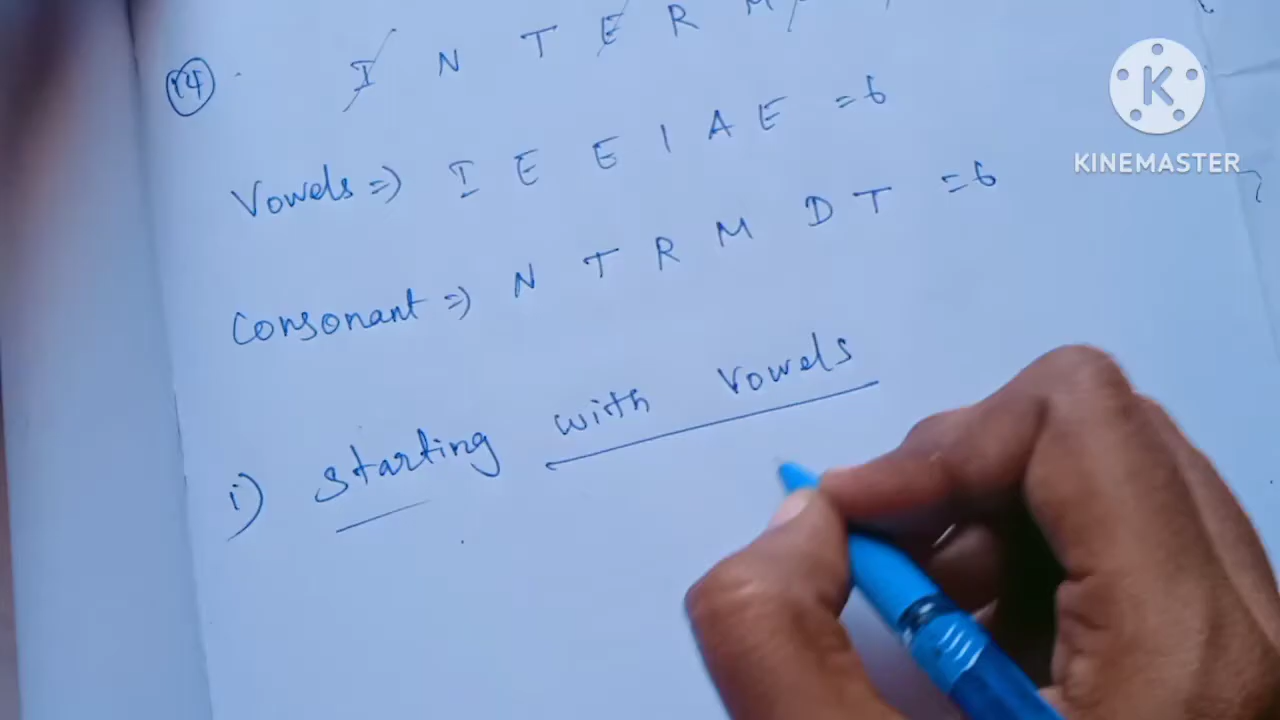 14 I N T E R M
Vowels => I E E I A E = 6
Consonant => N T R M D T = 6
i) starting with vowels
K
KINEMASTER